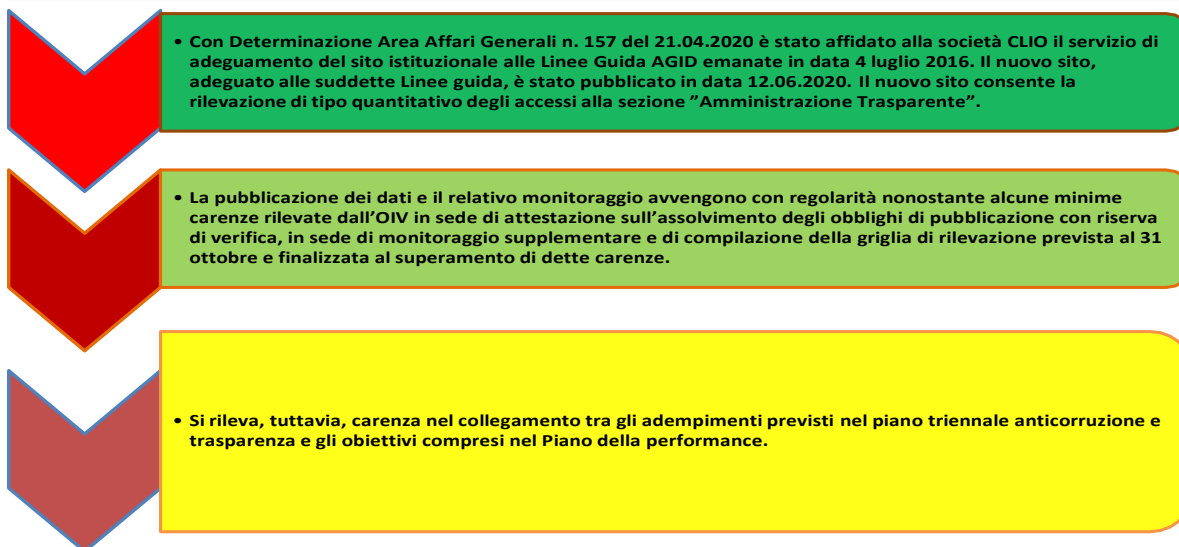 • Con Determinazione Area Affari Generali n. 157 del 21.04.2020 è stato affidato alla società CLIO il servizio di
adeguamento del sito istituzionale alle Linee Guida AGID emanate in data 4 luglio 2016. Il nuovo sito,
adeguato alle suddette Linee guida, è stato pubblicato in data 12.06.2020. Il nuovo sito consente la
rilevazione di tipo quantitativo degli accessi alla sezione ”Amministrazione Trasparente”.
• La pubblicazione dei dati e il relativo monitoraggio avvengono con regolarità nonostante alcune minime
carenze rilevate dall’OIV in sede di attestazione sull’assolvimento degli obblighi di pubblicazione con riserva
di verifica, in sede di monitoraggio supplementare e di compilazione della griglia di rilevazione prevista al 31
ottobre e finalizzata al superamento di dette carenze.
• Si rileva, tuttavia, carenza nel collegamento tra gli adempimenti previsti nel piano triennale anticorruzione e
trasparenza e gli obiettivi compresi nel Piano della performance.